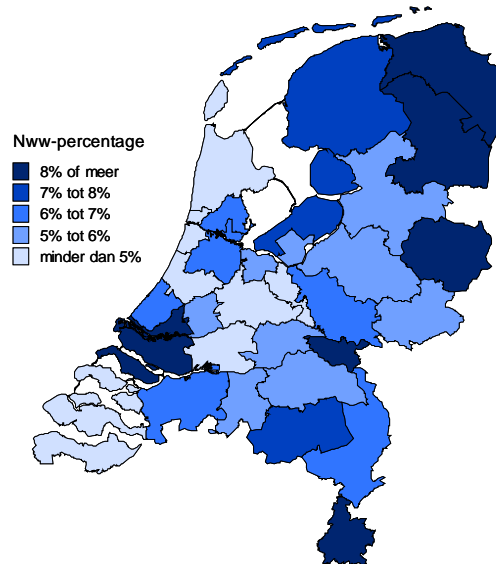 Nww-percentage
8% of meer
7% tot 8%
6% tot 7%
5% tot 6%
minder dan 5%